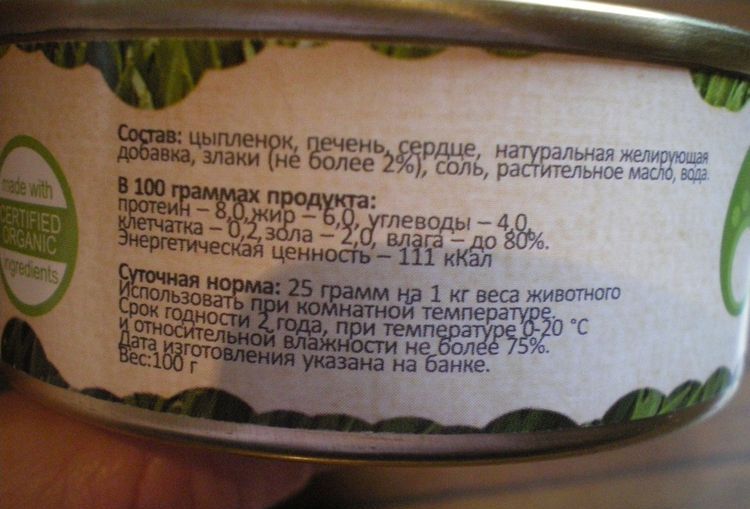 made with
CERTIFIED
ORGANIC
ingredients
Состав: цыпленок, печень, сердце, натуральная желирующая
добавка, злаки (не более 2%), соль, растительное масло, вода.
В 100 граммах продукта:
протеин – 8,0,жир – 6,0, углеводы – 4,0,
клетчатка – 0,2,зола – 2,0, влага – до 80%.
Энергетическая ценность – 111 кКал
Суточная норма: 25 грамм на 1 кг веса животного
Использовать при комнатной температуре.
Срок годности 2 года, при температуре 0-20 °C
и относительной влажности не более 75%.
Дата изготовления указана на банке.
Вес:100 г